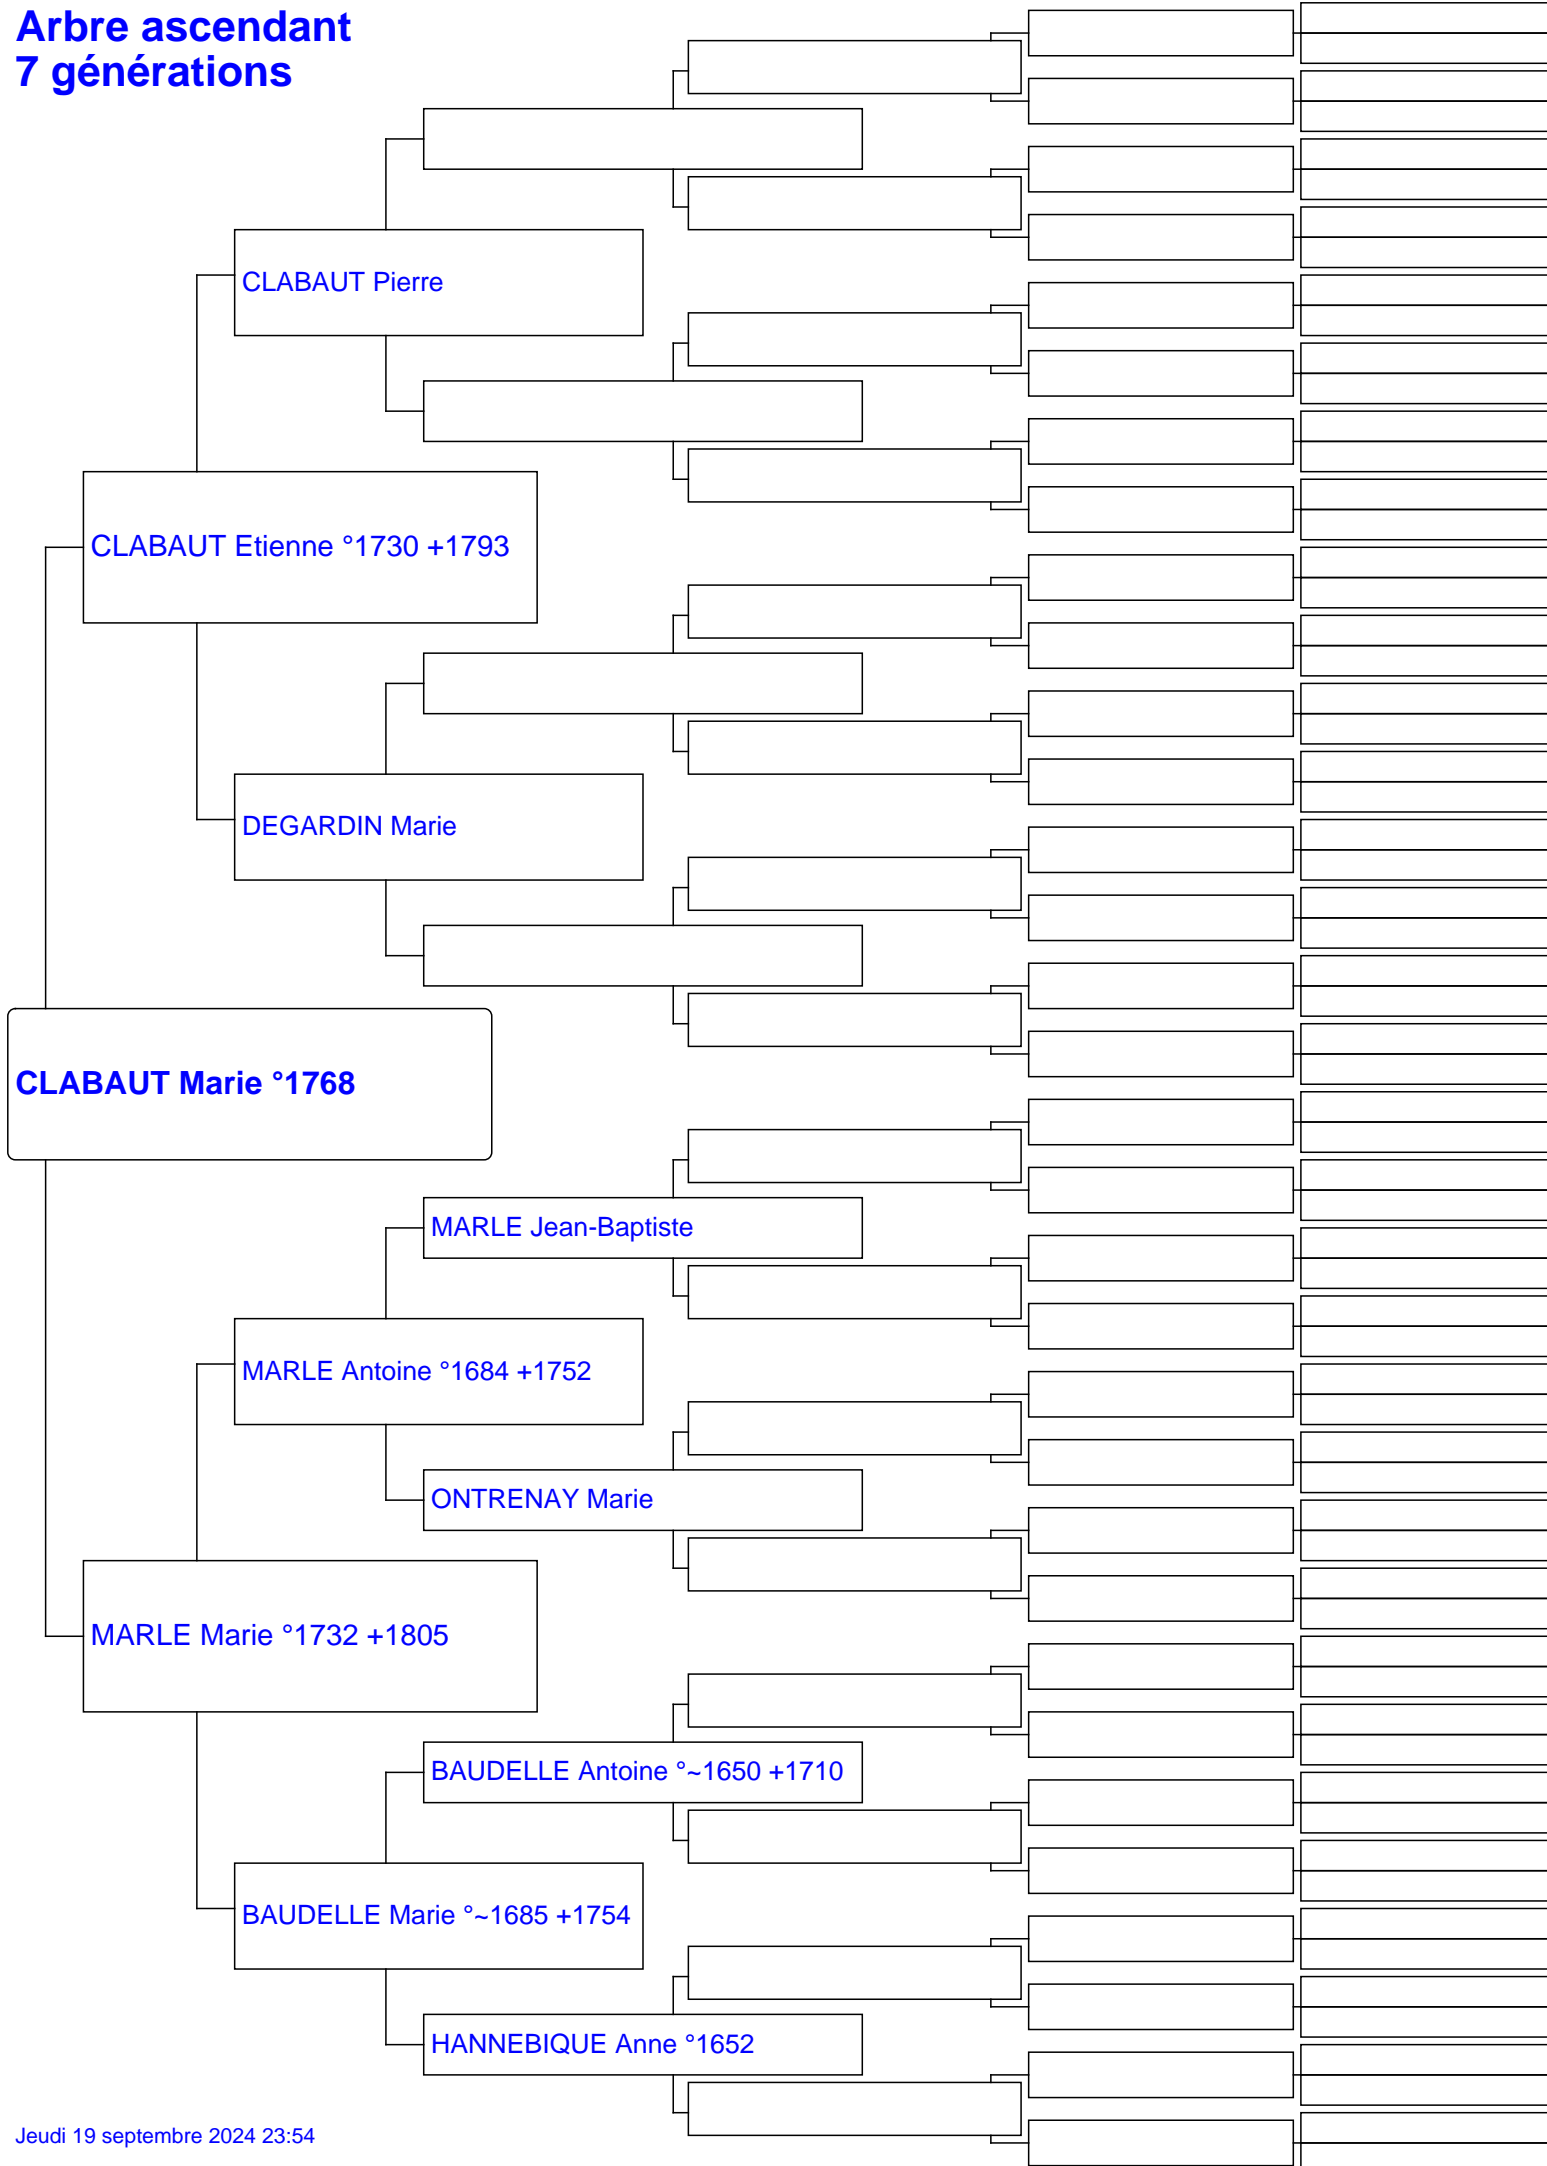 Arbre ascendant
7 générations
CLABAUT Pierre
CLABAUT Etienne °1730 +1793
DEGARDIN Marie
CLABAUT Marie °1768
MARLE Jean-Baptiste
MARLE Antoine °1684 +1752
ONTRENAY Marie
MARLE Marie °1732 +1805
BAUDELLE Antoine °~1650 +1710
BAUDELLE Marie °~1685 +1754
HANNEBIQUE Anne °1652
Jeudi 19 septembre 2024 23:54